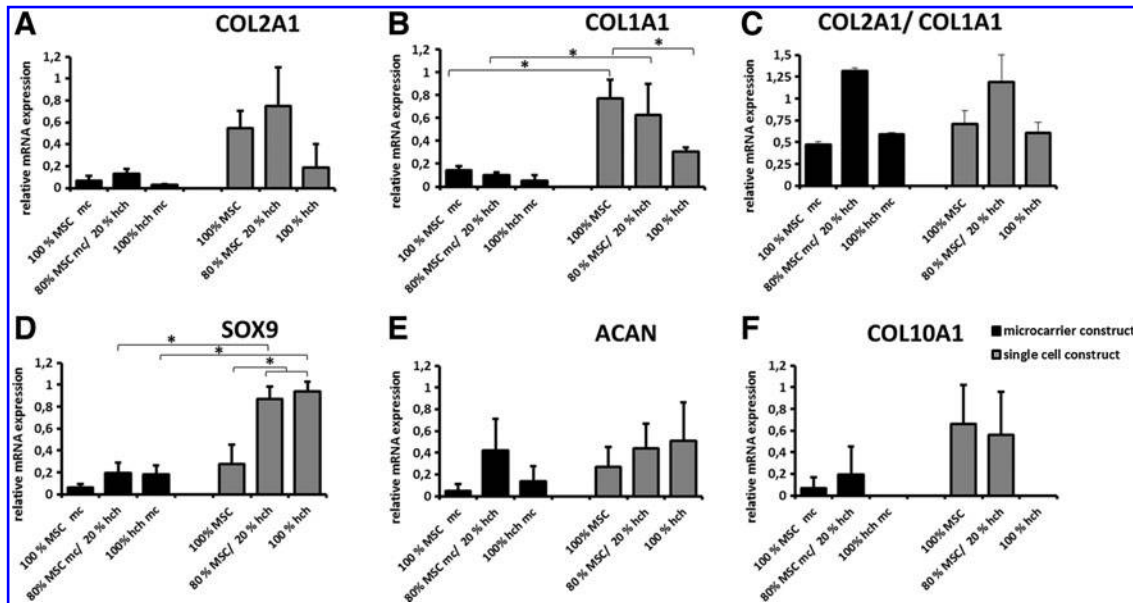 A
COL2A1
relative mRNA expression
1,2
1
0,8
0,6
0,4
0,2
0
100 % MSC mc
80% MSC mc/ 20 % hch
100% hch mc
100% MSC
80 % MSC 20 % hch
100 % hch
B
COL1A1
relative mRNA expression
1,2
1
0,8
0,6
0,4
0,2
0
* * *
100 % MSC mc
80% MSC mc/ 20 % hch
100% hch mc
100% MSC
80 % MSC/ 20 % hch
100 % hch
C
COL2A1/ COL1A1
relative mRNA expression
1,5
1,25
1
0,75
0,5
0,25
0
100 % MSC mc
80% MSC mc/ 20 % hch
100% hch mc
100% MSC
80 % MSC/ 20 % hch
100 % hch
D
SOX9
relative mRNA expression
1,2
1
0,8
0,6
0,4
0,2
0
* * *
100 % MSC mc
80% MSC mc/ 20 % hch
100% hch mc
100% MSC
80 % MSC/ 20 % hch
100 % hch
E
ACAN
relative mRNA expression
1,2
1
0,8
0,6
0,4
0,2
0
100 % MSC mc
80% MSC mc/ 20 % hch
100% hch mc
100% MSC
80 % MSC/ 20 % hch
100 % hch
F
COL10A1
microcarrier construct
single cell construct
relative mRNA expression
1,2
1
0,8
0,6
0,4
0,2
0
100 % MSC mc
80% MSC mc/ 20 % hch
100% hch mc
100% MSC
80 % MSC/ 20 % hch
100 % hch